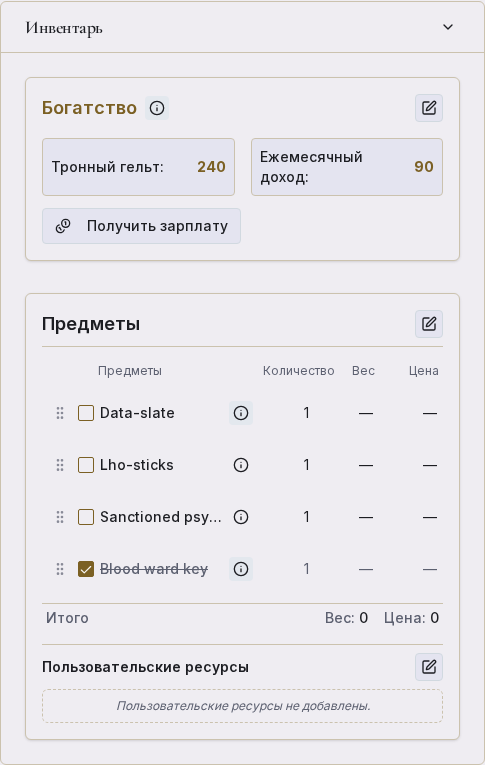 Инвентарь
Богатство
Тронный гельт: 240
Ежемесячный доход: 90
Получить зарплату
Предметы
Предметы Количество Вес Цена
Data-slate 1 — —
Lho-sticks 1 — —
Sanctioned psy... 1 — —
Blood ward key 1 — —
Итого Вес: 0 Цена: 0
Пользовательские ресурсы
Пользовательские ресурсы не добавлены.